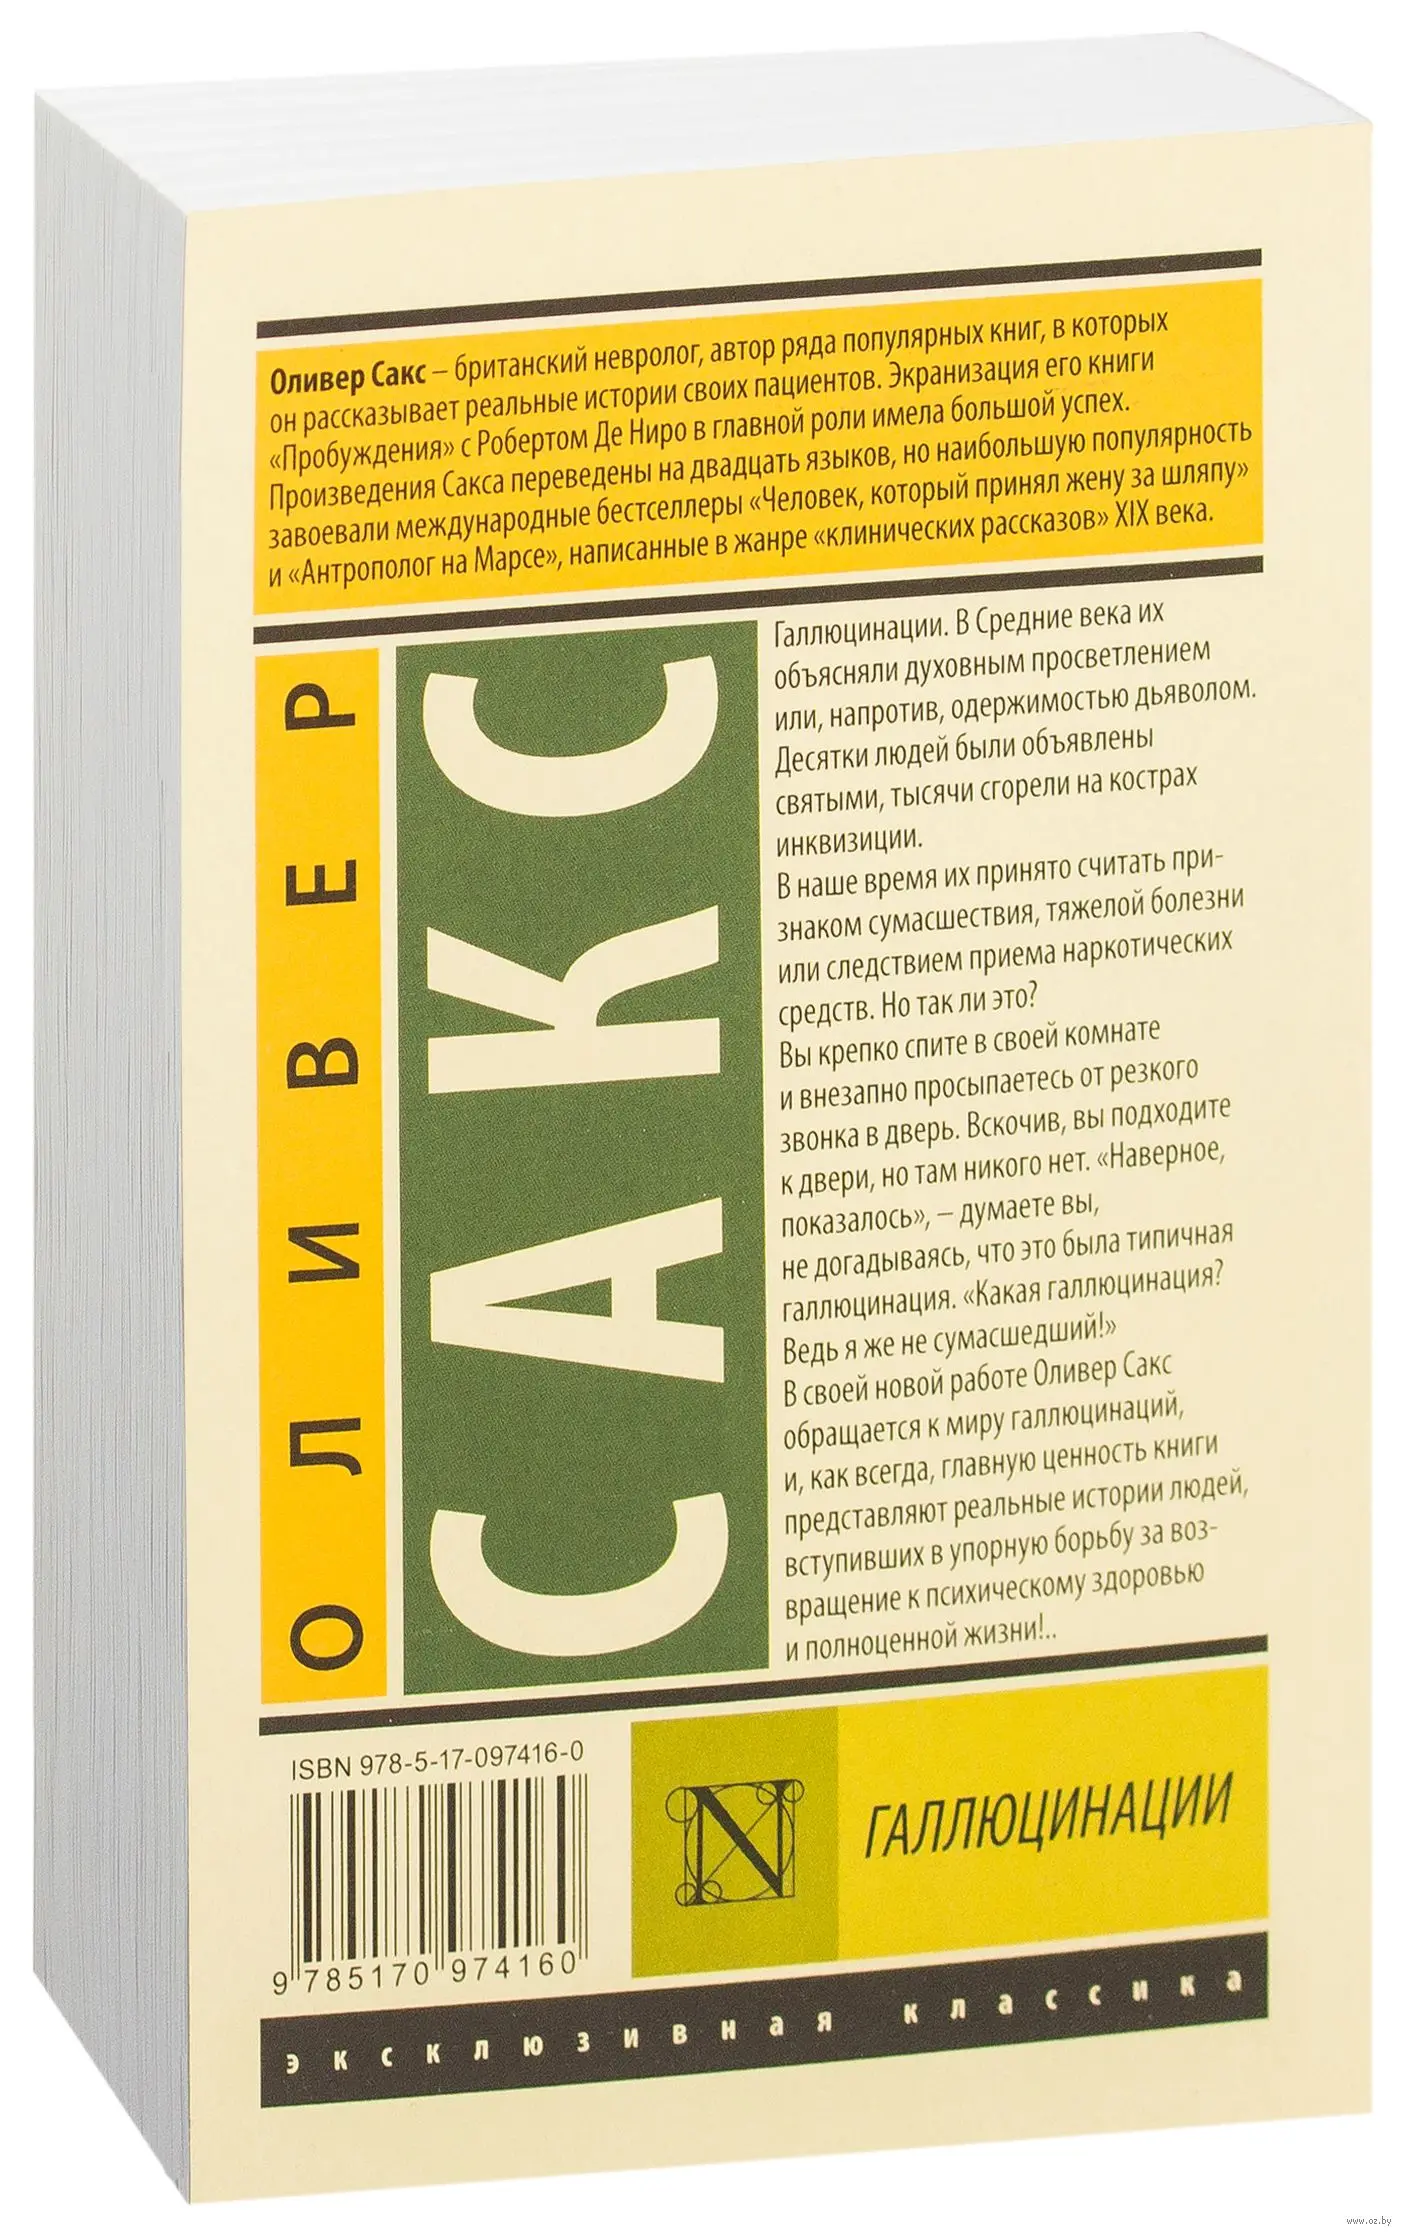 Оливер Сакс – британский невролог, автор ряда популярных книг, в которых
он рассказывает реальные истории своих пациентов. Экранизация его книги
«Пробуждения» с Робертом Де Ниро в главной роли имела большой успех.
Произведения Сакса переведены на двадцать языков, но наибольшую популярность
завоевали международные бестселлеры «Человек, который принял жену за шляпу»
и «Антрополог на Марсе», написанные в жанре «клинических рассказов» XIX века.
ОЛИВЕР
САКС
Галлюцинации. В Средние века их
объясняли духовным просветлением
или, напротив, одержимостью дьяволом.
Десятки людей были объявлены
святыми, тысячи сгорели на кострах
инквизиции.
В наше время их принято считать при-
знаком сумасшествия, тяжелой болезни
или следствием приема наркотических
средств. Но так ли это?
Вы крепко спите в своей комнате
и внезапно просыпаетесь от резкого
звонка в дверь. Вскочив, вы подходите
к двери, но там никого нет. «Наверное,
показалось», – думаете вы,
не догадываясь, что это была типичная
галлюцинация. «Какая галлюцинация?
Ведь я же не сумасшедший!»
В своей новой работе Оливер Сакс
обращается к миру галлюцинаций,
и, как всегда, главную ценность книги
представляют реальные истории людей,
вступивших в упорную борьбу за воз-
вращение к психическому здоровью
и полноценной жизни!..
ISBN 978-5-17-097416-0
9 785170 974160
N
ГАЛЛЮЦИНАЦИИ
эксклюзивная классика
www.oz.by